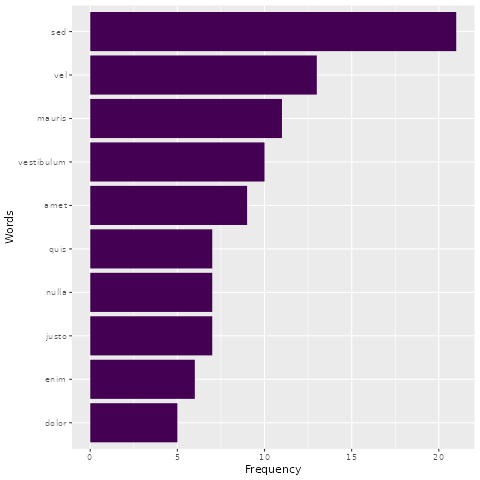 sed
vel
mauris
vestibulum
amet
quis
nulla
justo
enim
dolor
Words
0 5 10 15 20
Frequency